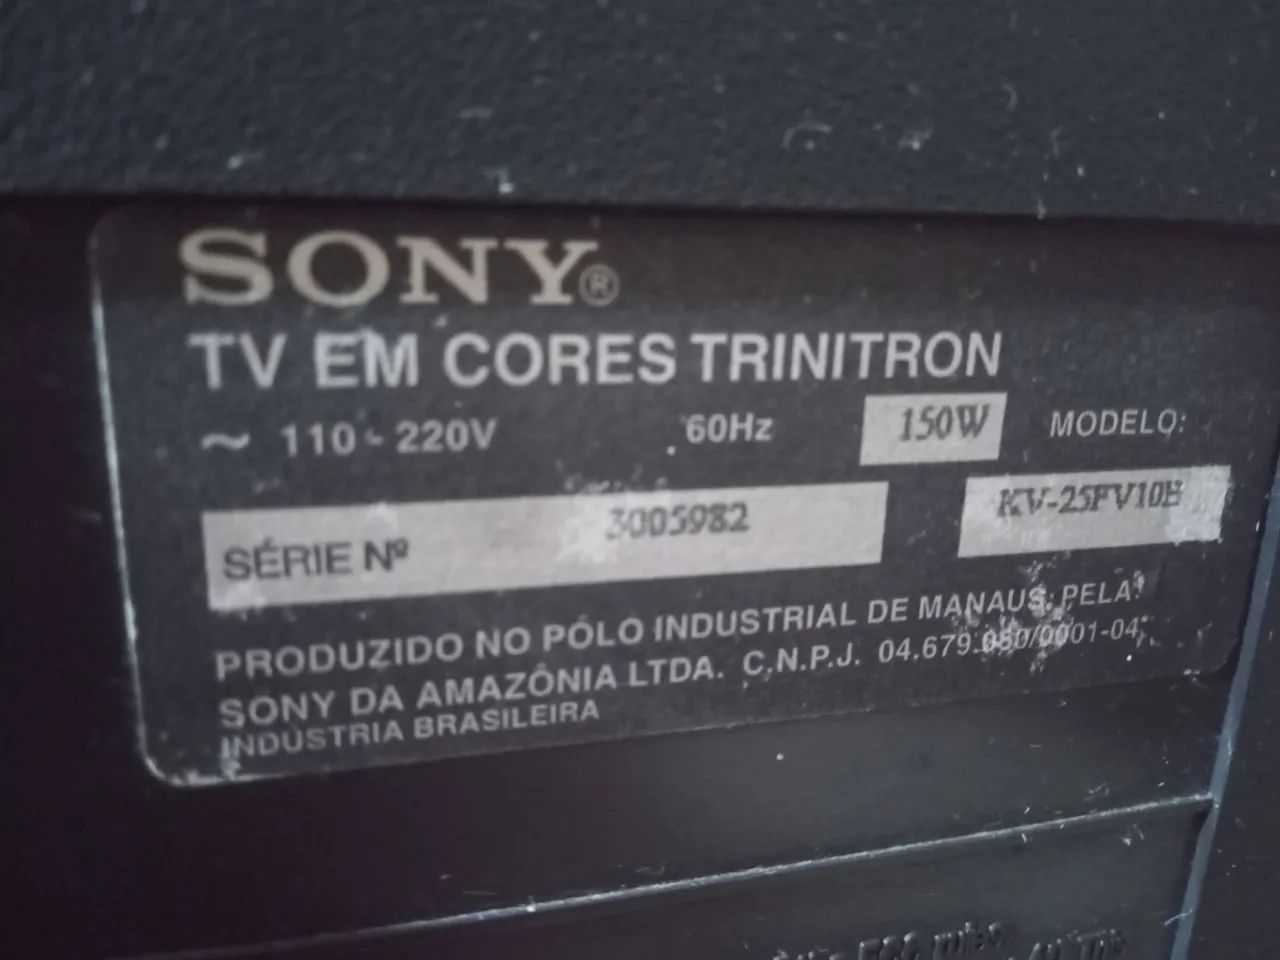 SONY®
TV EM CORES TRINITRON
~ 110 - 220V 60Hz 150W MODELO:
SÉRIE Nº 3005982 KV-25FV10B
PRODUZIDO NO PÓLO INDUSTRIAL DE MANAUS, PELA
SONY DA AMAZÔNIA LTDA. C.N.P.J. 04.679.080/0001-04,
INDÚSTRIA BRASILEIRA